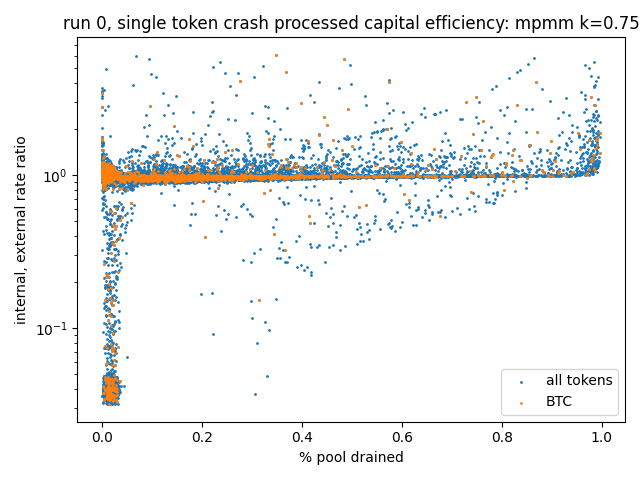 run 0, single token crash processed capital efficiency: mpmm k=0.75
internal, external rate ratio
10⁰
10⁻¹
0.0 0.2 0.4 0.6 0.8 1.0
% pool drained
all tokens
BTC